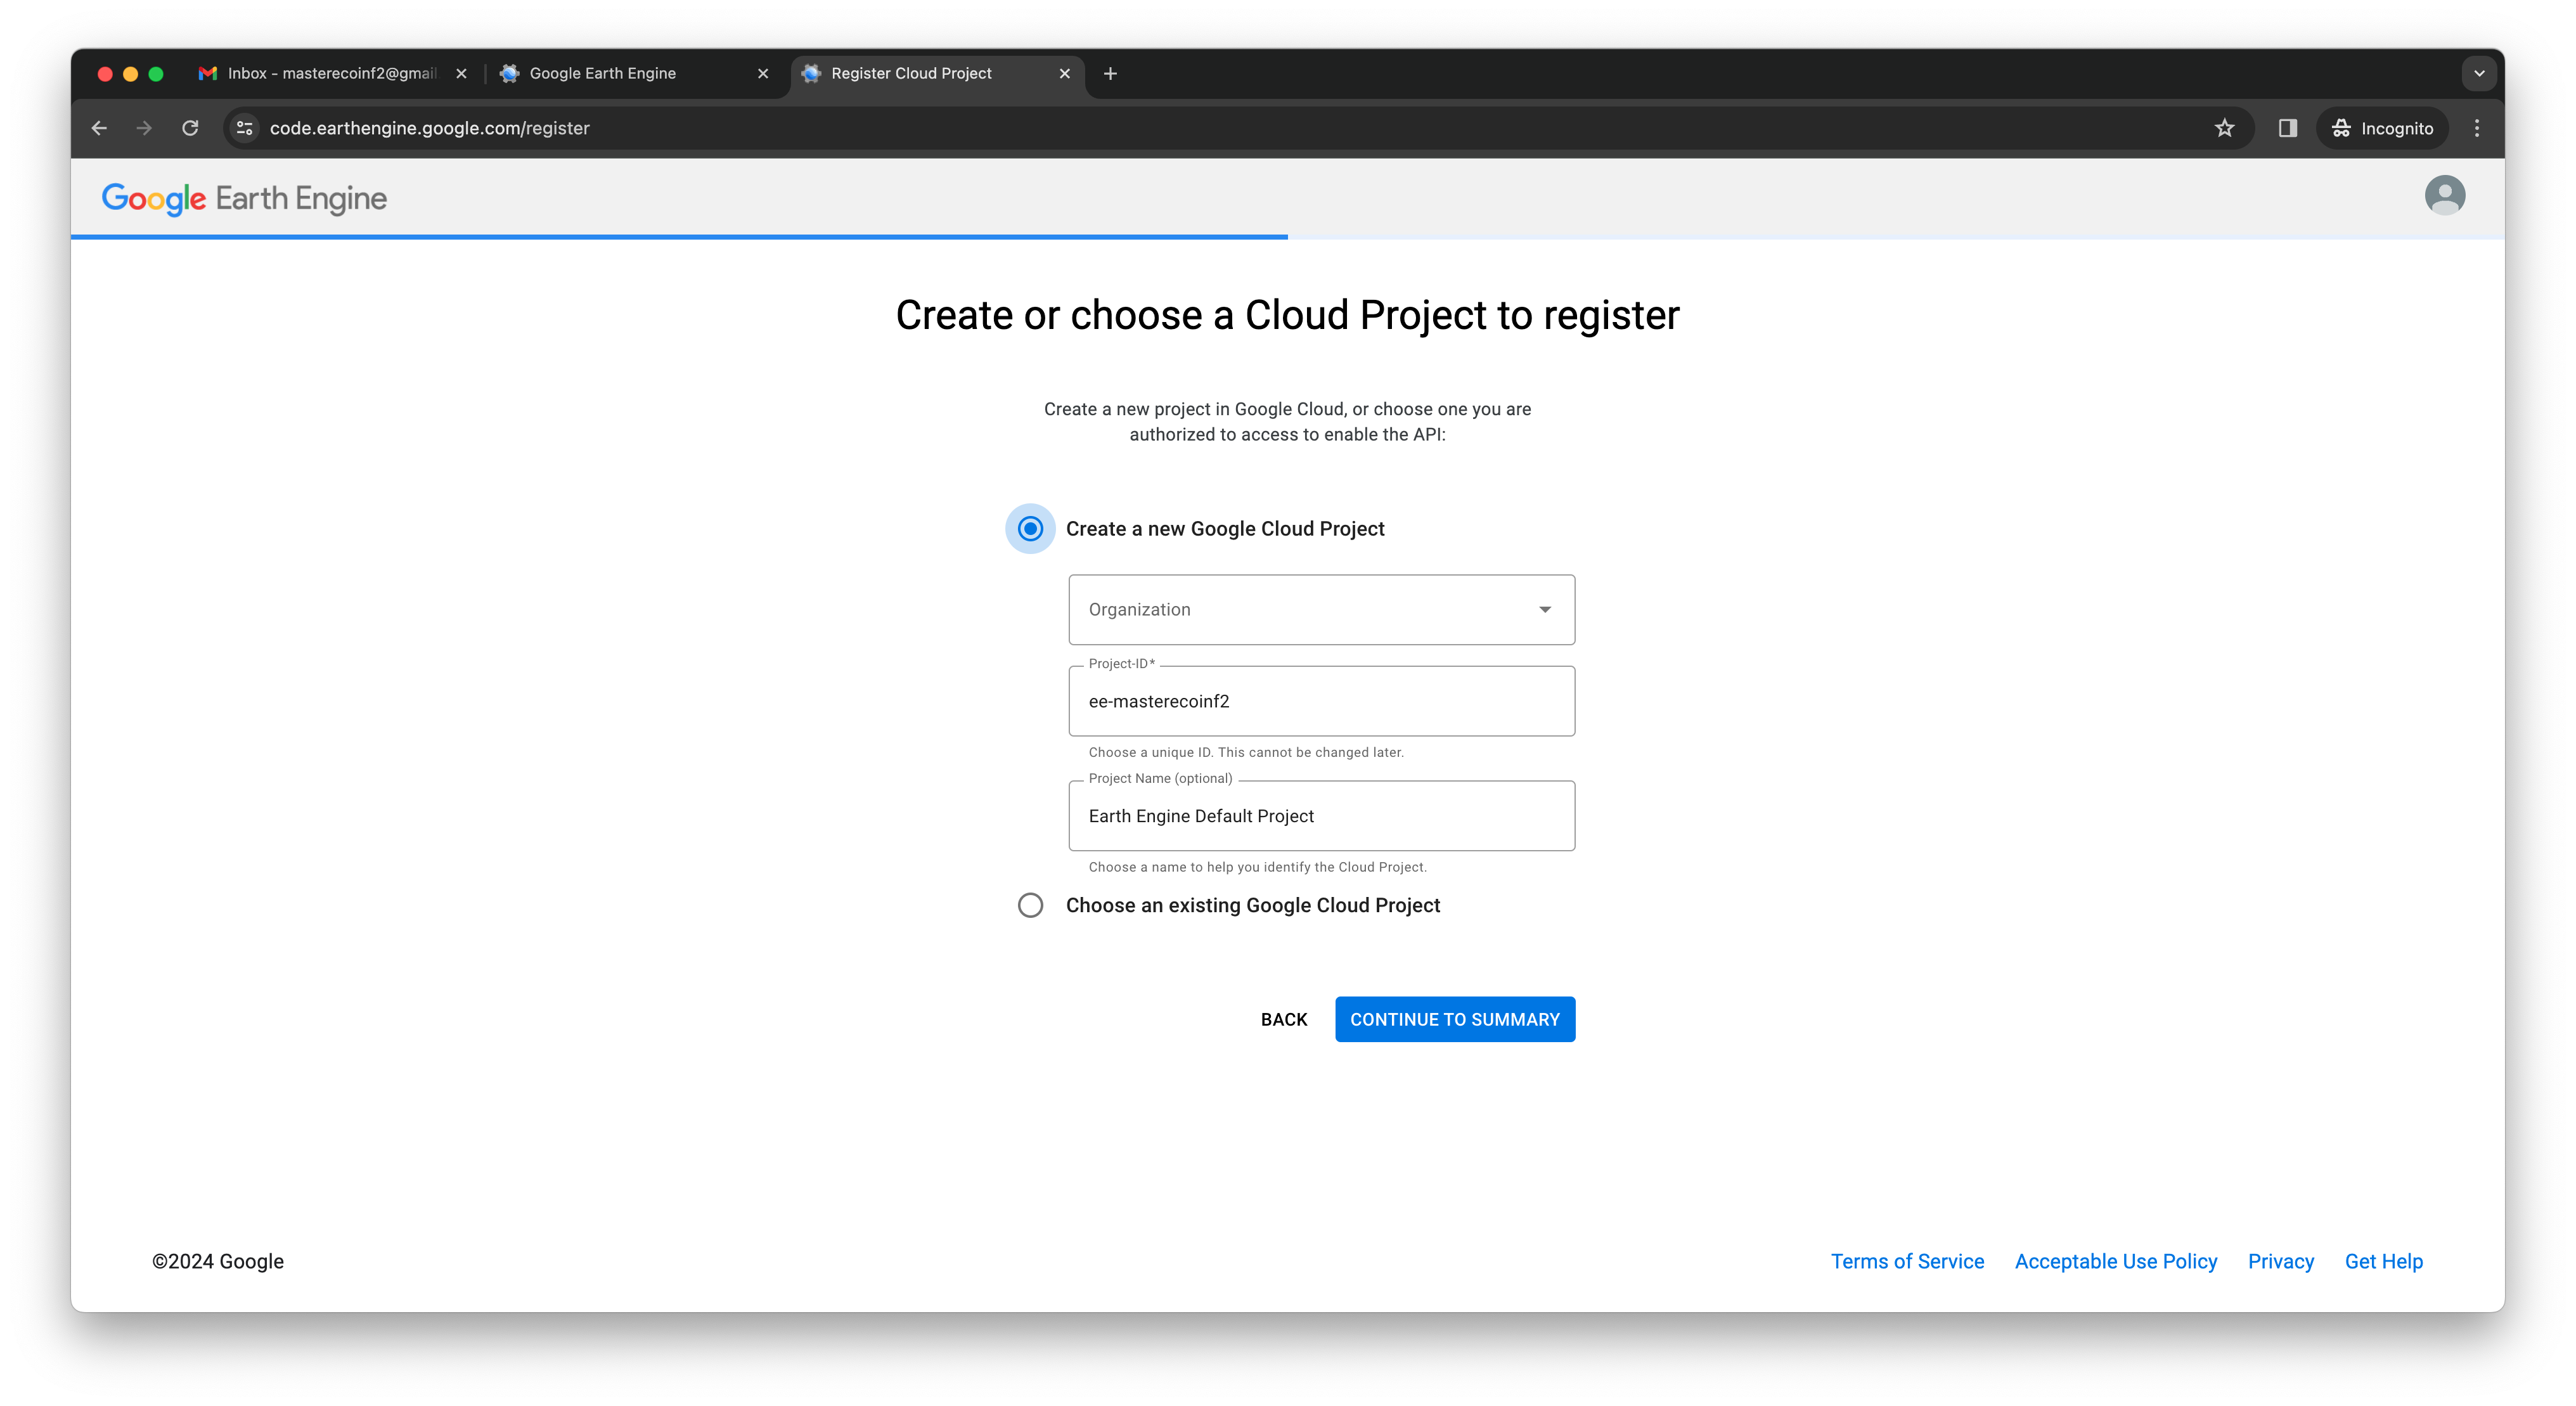 Inbox - masterecoinf2@gmail
Google Earth Engine
Register Cloud Project
code.earthengine.google.com/register
Incognito
Google Earth Engine
Create or choose a Cloud Project to register
Create a new project in Google Cloud, or choose one you are
authorized to access to enable the API:
Create a new Google Cloud Project
Organization
Project-ID*
ee-masterecoinf2
Choose a unique ID. This cannot be changed later.
Project Name (optional)
Earth Engine Default Project
Choose a name to help you identify the Cloud Project.
Choose an existing Google Cloud Project
BACK
CONTINUE TO SUMMARY
©2024 Google
Terms of Service
Acceptable Use Policy
Privacy
Get Help